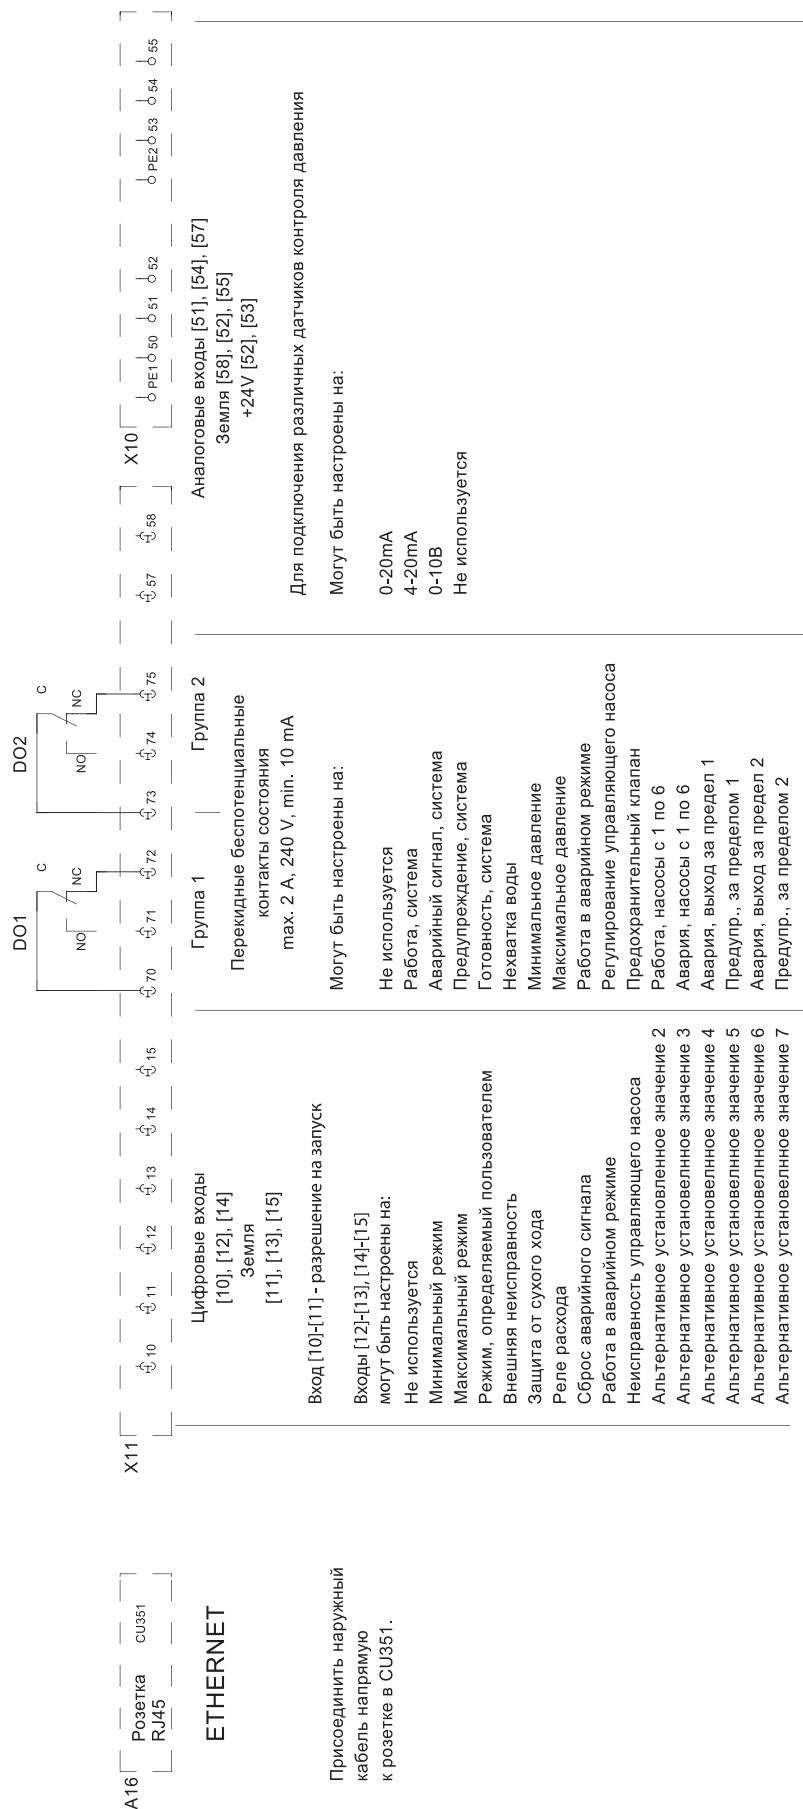 A16
Розетка
RJ45
CU351
ETHERNET
Присоединить наружный
кабель напрямую
к розетке в CU351.
X11
10
11
12
13
14
15
Цифровые входы
[10], [12], [14]
Земля
[11], [13], [15]
Вход [10]-[11] - разрешение на запуск
Входы [12]-[13], [14]-[15]
могут быть настроены на:
Не используется
Минимальный режим
Максимальный режим
Режим, определяемый пользователем
Внешняя неисправность
Защита от сухого хода
Реле расхода
Сброс аварийного сигнала
Работа в аварийном режиме
Неисправность управляющего насоса
Альтернативное установленное значение 2
Альтернативное установелнное значение 3
Альтернативное установелнное значение 4
Альтернативное установелнное значение 5
Альтернативное установелнное значение 6
Альтернативное установелнное значение 7
DO1
C
NO
NC
70
71
72
DO2
C
NO
NC
73
74
75
Группа 1
Группа 2
Перекидные беспотенциальные
контакты состояния
max. 2 A, 240 V, min. 10 mA
Могут быть настроены на:
Не используется
Работа, система
Аварийный сигнал, система
Предупреждение, система
Готовность, система
Нехватка воды
Минимальное давление
Максимальное давление
Работа в аварийном режиме
Регулирование управляющего насоса
Предохранительный клапан
Работа, насосы с 1 по 6
Авария, насосы с 1 по 6
Авария, выход за предел 1
Предупр., за пределом 1
Авария, выход за предел 2
Предупр., за пределом 2
57
58
X10
PE1
50
51
52
PE2
53
54
55
Аналоговые входы [51], [54], [57]
Земля [58], [52], [55]
+24V [52], [53]
Для подключения различных датчиков контроля давления
Могут быть настроены на:
0-20mA
4-20mA
0-10В
Не используется